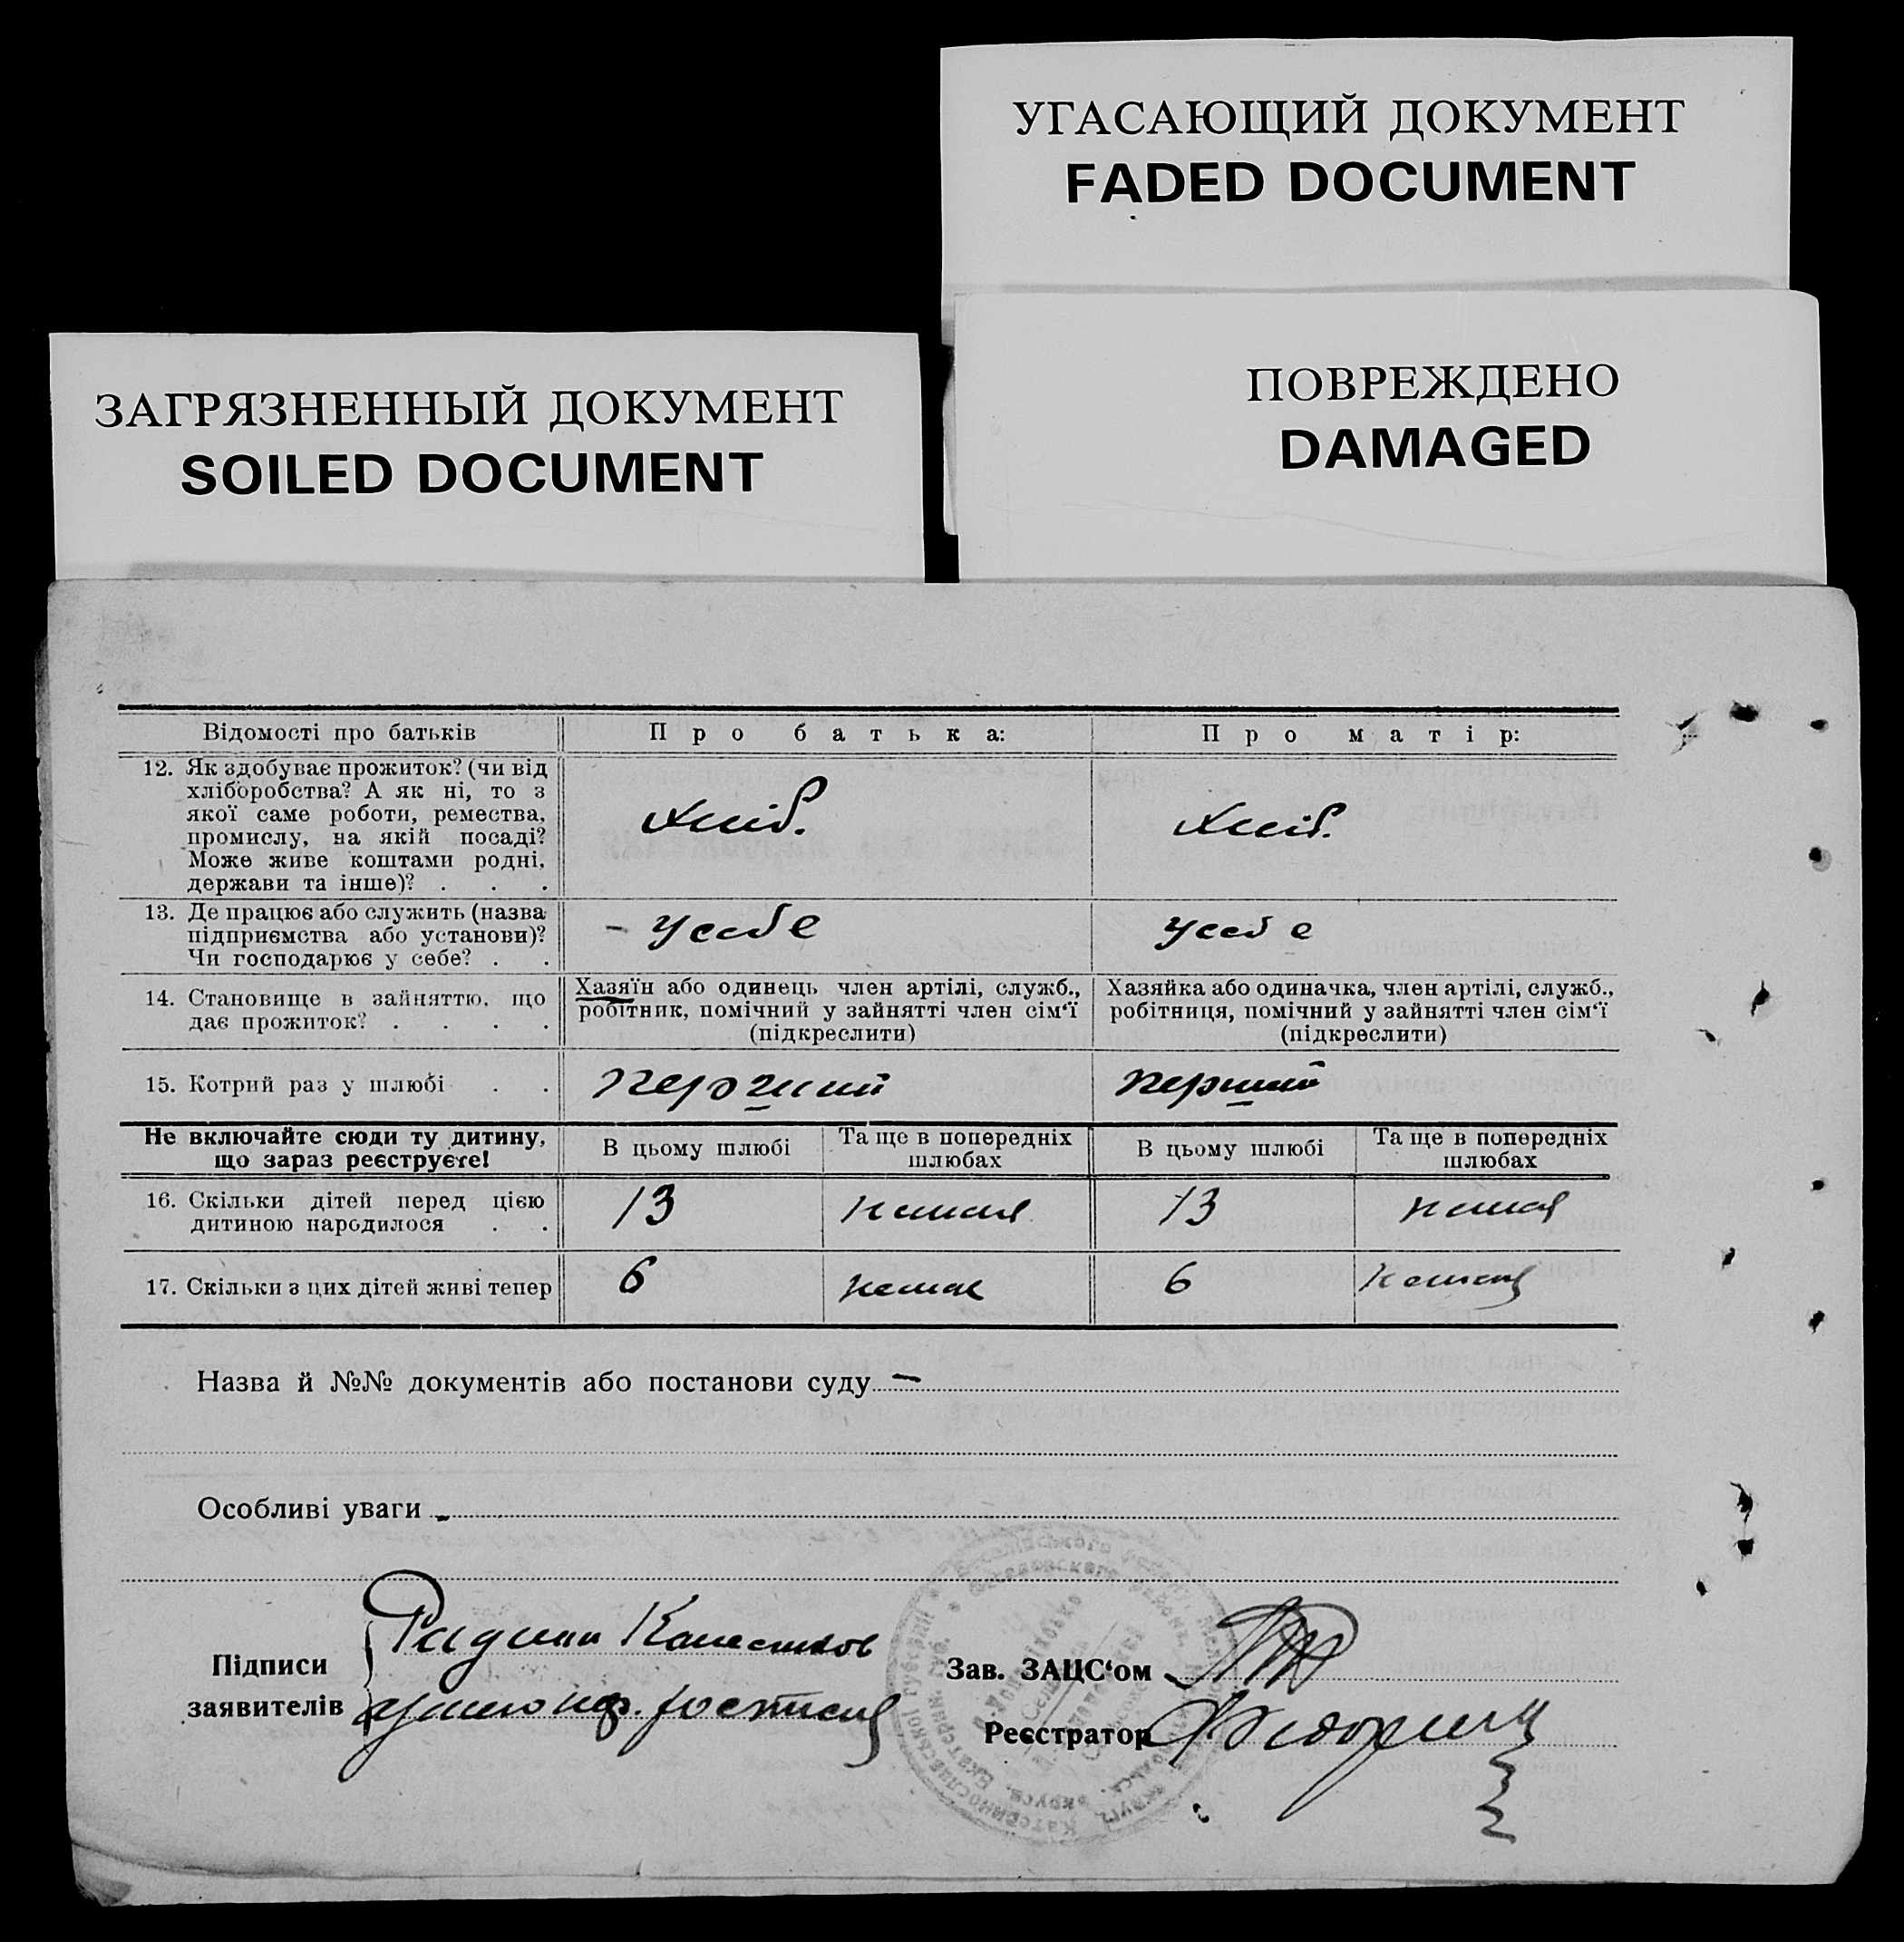 УГАСАЮЩИЙ ДОКУМЕНТ
FADED DOCUMENT
ПОВРЕЖДЕНО
DAMAGED
ЗАГРЯЗНЕННЫЙ ДОКУМЕНТ
SOILED DOCUMENT
Відомості про батьків
Про батька:
Про матір:
12. Як здобуває прожиток? (чи від
хліборобства? А як ні, то з
якої саме роботи, ремества,
промислу, на якій посаді?
Може живе коштами родні,
держави та інше)? . . .
хліб.
хліб.
13. Де працює або служить (назва
підприємства або установи)?
Чи господарює у себе? . .
- у себе
у себе
14. Становище в зайняттю, що
дає прожиток? . . . .
Хазяїн або одинець член артілі, служб.,
робітник, помічний у зайнятті член сім‘ї
(підкреслити)
Хазяйка або одиначка, член артілі, служб.,
робітниця, помічний у зайнятті член сім‘ї
(підкреслити)
15. Котрий раз у шлюбі . .
перший
перший
Не включайте сюди ту дитину,
що зараз реєструєте!
В цьому шлюбі
Та ще в попередніх
шлюбах
В цьому шлюбі
Та ще в попередніх
шлюбах
16. Скільки дітей перед цією
дитиною народилося . .
13
немая
13
немая
17. Скільки з цих дітей живі тепер
6
немає
6
немая
Назва й №№ документів або постанови суду —
Особливі уваги -
Підписи
заявителів
Зав. ЗАЦС‘ом
Реєстратор